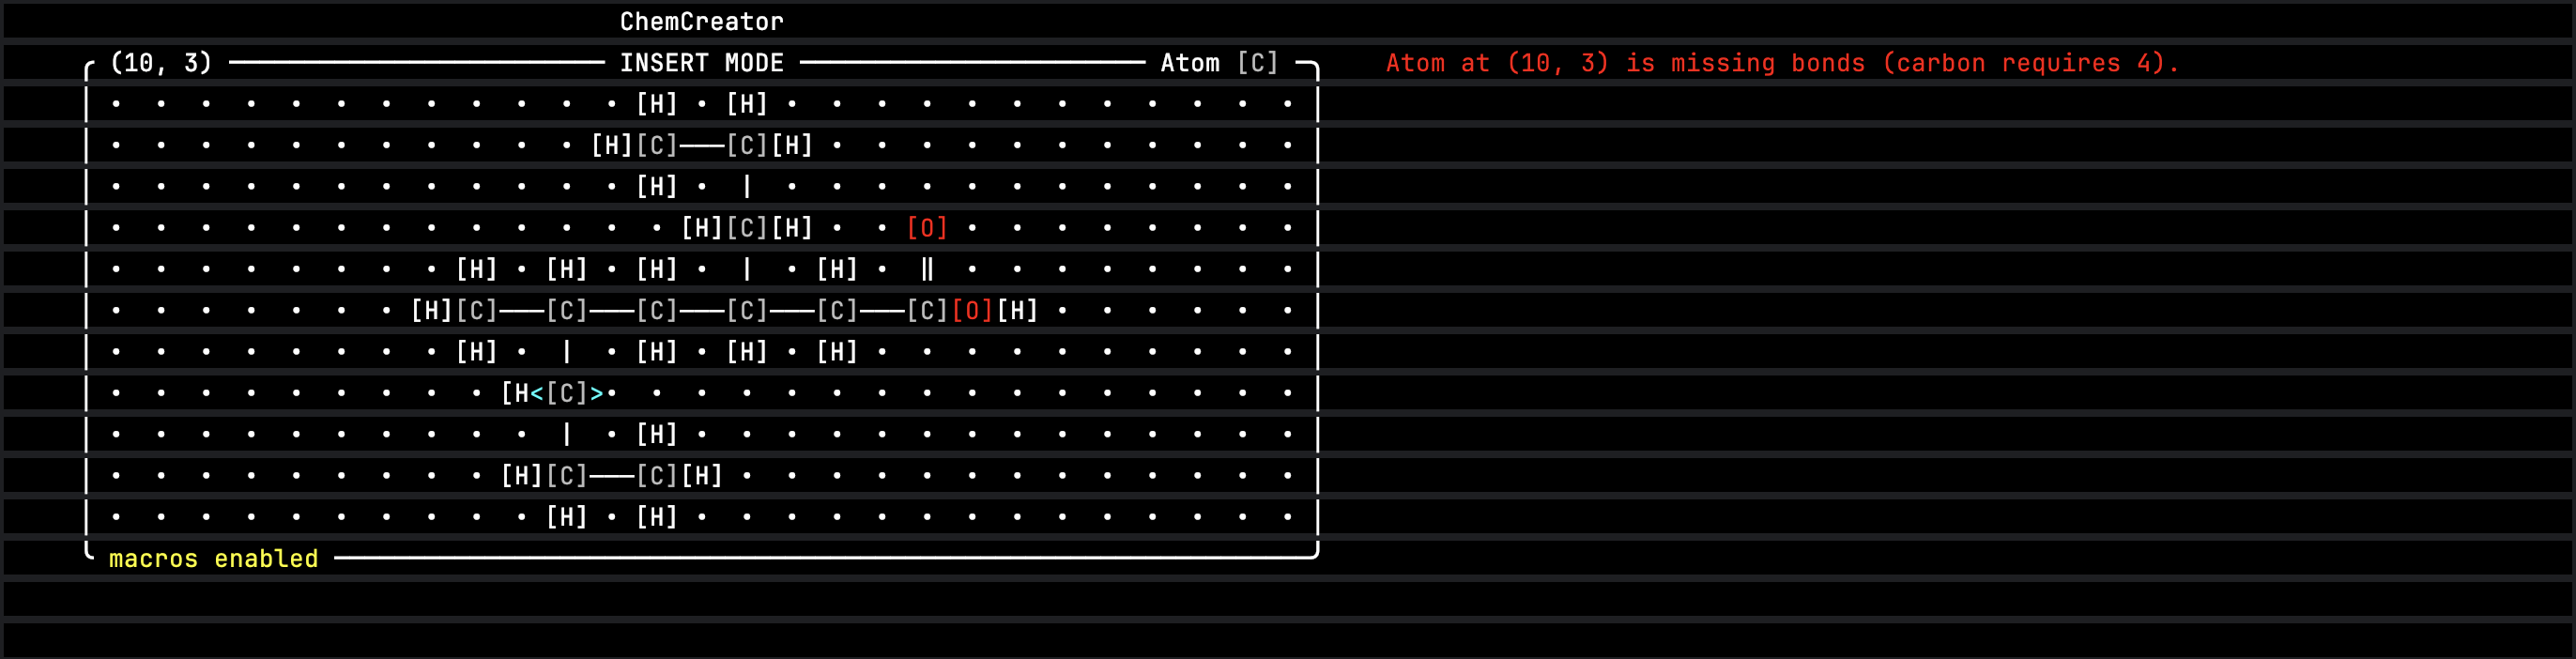 ChemCreator
(10, 3) INSERT MODE Atom [C] Atom at (10, 3) is missing bonds (carbon requires 4).
• • • • • • • • • • • • [H] • [H] • • • • • • • • • • • •
• • • • • • • • • • • [H][C]———[C][H] • • • • • • • • • • •
• • • • • • • • • • • • [H] • | • • • • • • • • • • • •
• • • • • • • • • • • • • [H][C][H] • • [O] • • • • • • • •
• • • • • • • • [H] • [H] • [H] • | • [H] • ‖ • • • • • • • •
• • • • • • • [H][C]———[C]———[C]———[C]———[C]———[C][O][H] • • • • • •
• • • • • • • • [H] • | • [H] • [H] • [H] • • • • • • • • • •
• • • • • • • • • [H<[C]>• • • • • • • • • • • • • • • •
• • • • • • • • • • | • [H] • • • • • • • • • • • • • •
• • • • • • • • • [H][C]———[C][H] • • • • • • • • • • • • •
• • • • • • • • • • [H] • [H] • • • • • • • • • • • • • •
macros enabled